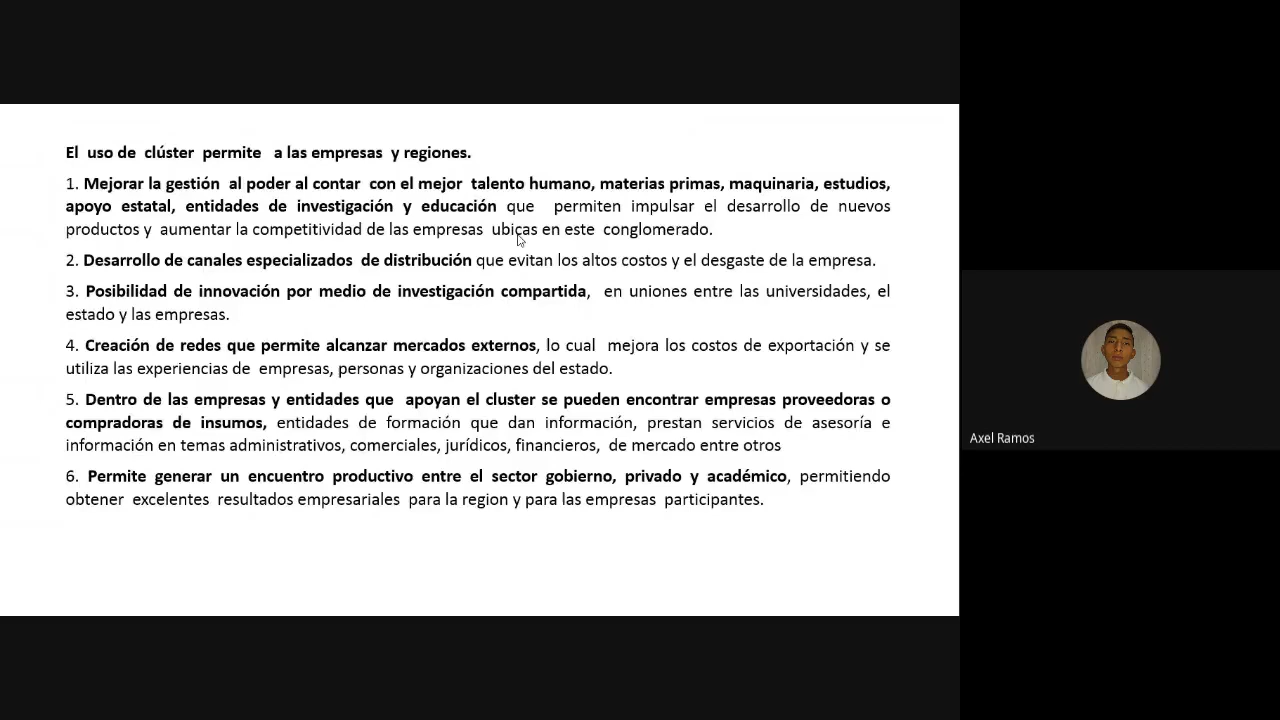 El uso de clúster permite a las empresas y regiones.
1. Mejorar la gestión al poder al contar con el mejor talento humano, materias primas, maquinaria, estudios,
apoyo estatal, entidades de investigación y educación que permiten impulsar el desarrollo de nuevos
productos y aumentar la competitividad de las empresas ubicas en este conglomerado.
2. Desarrollo de canales especializados de distribución que evitan los altos costos y el desgaste de la empresa.
3. Posibilidad de innovación por medio de investigación compartida, en uniones entre las universidades, el
estado y las empresas.
4. Creación de redes que permite alcanzar mercados externos, lo cual mejora los costos de exportación y se
utiliza las experiencias de empresas, personas y organizaciones del estado.
5. Dentro de las empresas y entidades que apoyan el cluster se pueden encontrar empresas proveedoras o
compradoras de insumos, entidades de formación que dan información, prestan servicios de asesoría e
información en temas administrativos, comerciales, jurídicos, financieros, de mercado entre otros
6. Permite generar un encuentro productivo entre el sector gobierno, privado y académico, permitiendo
obtener excelentes resultados empresariales para la region y para las empresas participantes.
Axel Ramos